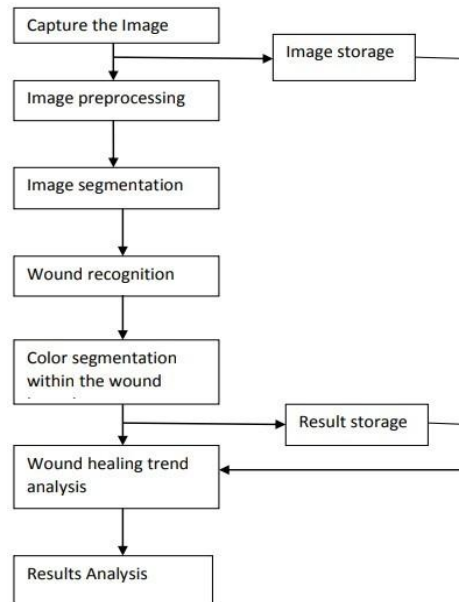 Capture the Image
Image storage
Image preprocessing
Image segmentation
Wound recognition
Color segmentation
within the wound
Result storage
Wound healing trend
analysis
Results Analysis